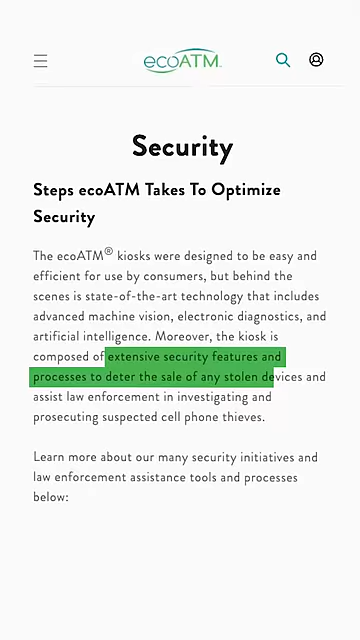 ecoATM
Security
Steps ecoATM Takes To Optimize
Security
The ecoATM® kiosks were designed to be easy and
efficient for use by consumers, but behind the
scenes is state-of-the-art technology that includes
advanced machine vision, electronic diagnostics, and
artificial intelligence. Moreover, the kiosk is
composed of extensive security features and
processes to deter the sale of any stolen devices and
assist law enforcement in investigating and
prosecuting suspected cell phone thieves.
Learn more about our many security initiatives and
law enforcement assistance tools and processes
below: